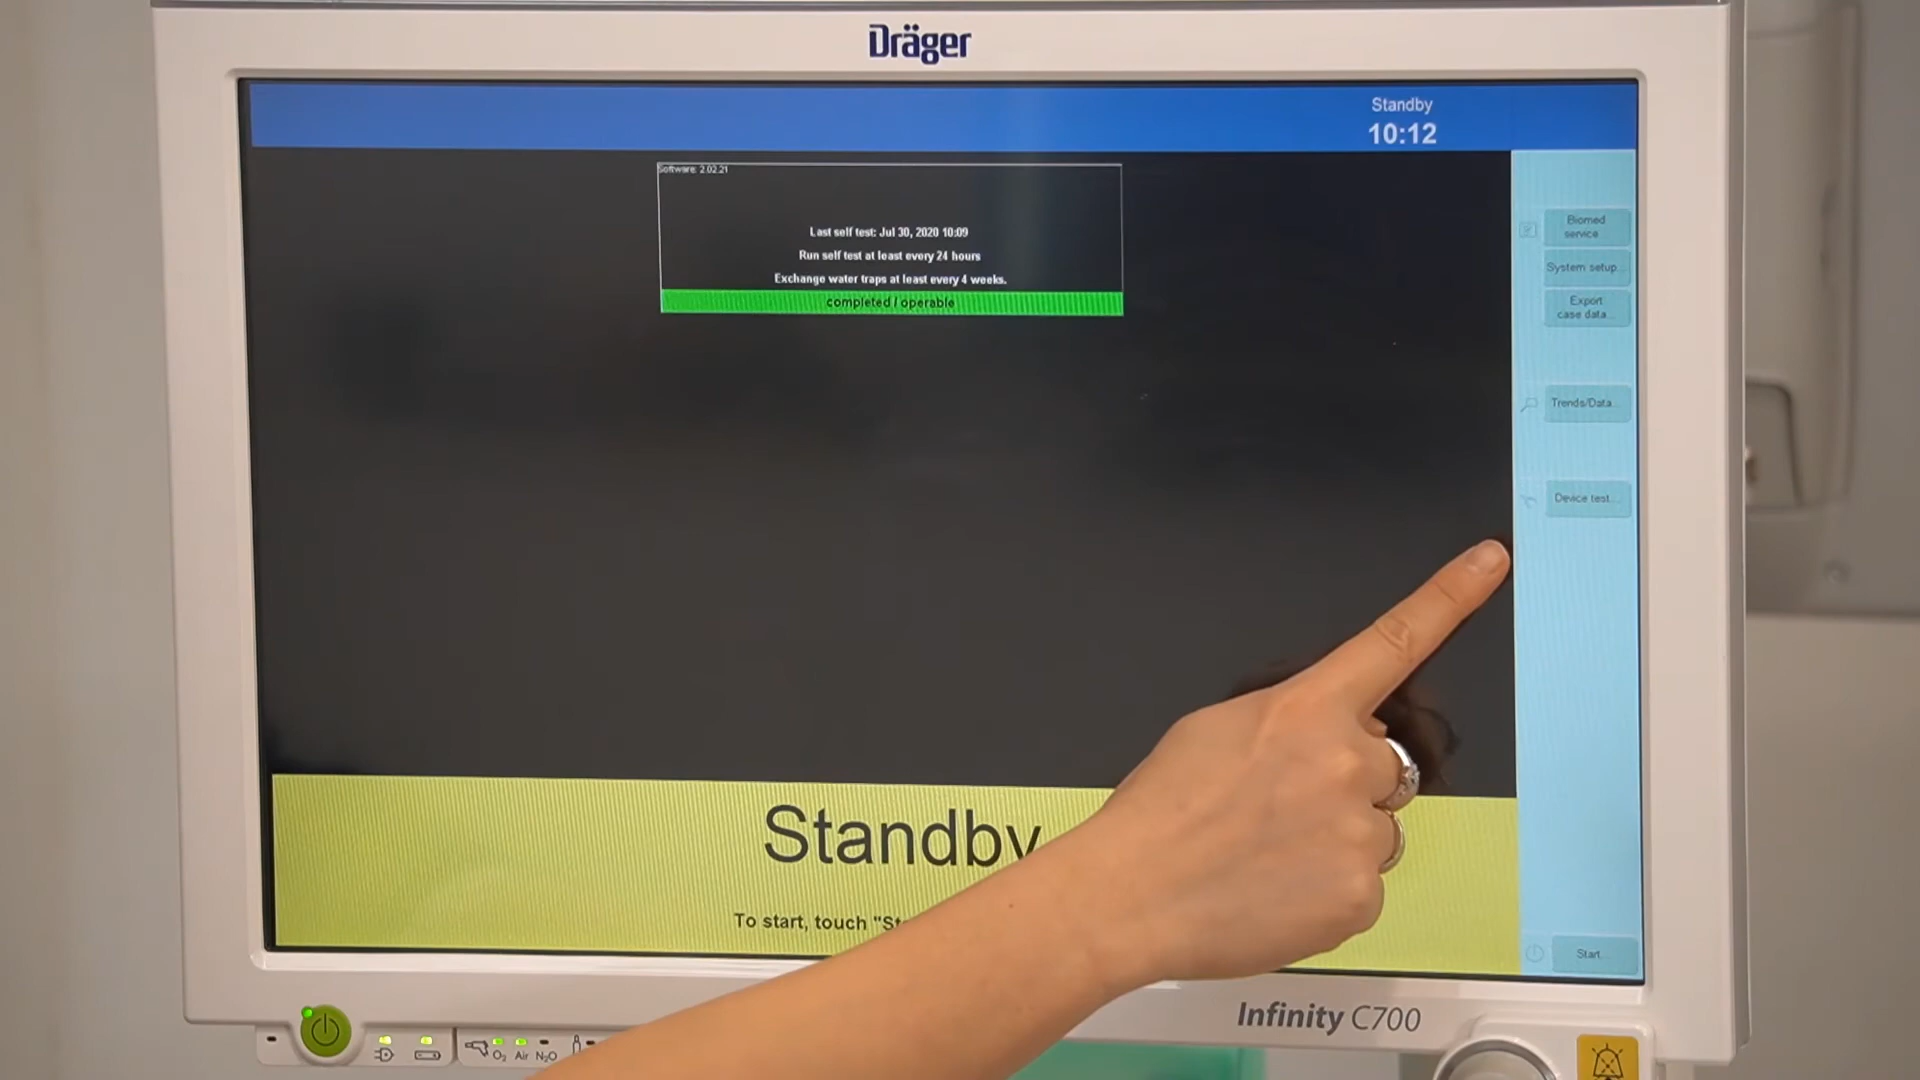 Dräger
Standby
10:12
Software: 2.02.21
Last self test: Jul 30, 2020 10:09
Run self test at least every 24 hours
Exchange water traps at least every 4 weeks.
completed / operable
Biomed
service
System setup...
Export
case data...
Trends/Data...
Device test...
Standby
To start, touch "St
Start...
Infinity C700
O₂ Air N₂O